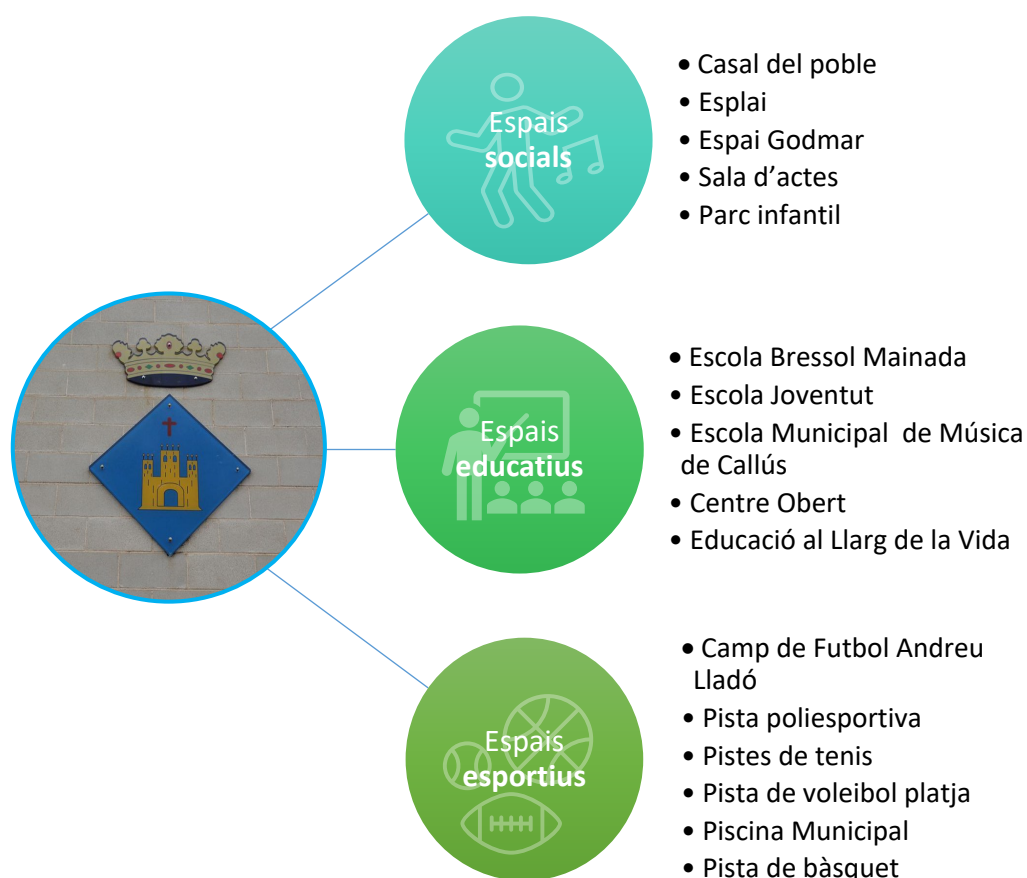 Espais
socials
• Casal del poble
• Esplai
• Espai Godmar
• Sala d’actes
• Parc infantil
Espais
educatius
• Escola Bressol Mainada
• Escola Joventut
• Escola Municipal  de Música
de Callús
• Centre Obert
• Educació al Llarg de la Vida
Espais
esportius
• Camp de Futbol Andreu
Lladó
• Pista poliesportiva
• Pistes de tenis
• Pista de voleibol platja
• Piscina Municipal
• Pista de bàsquet